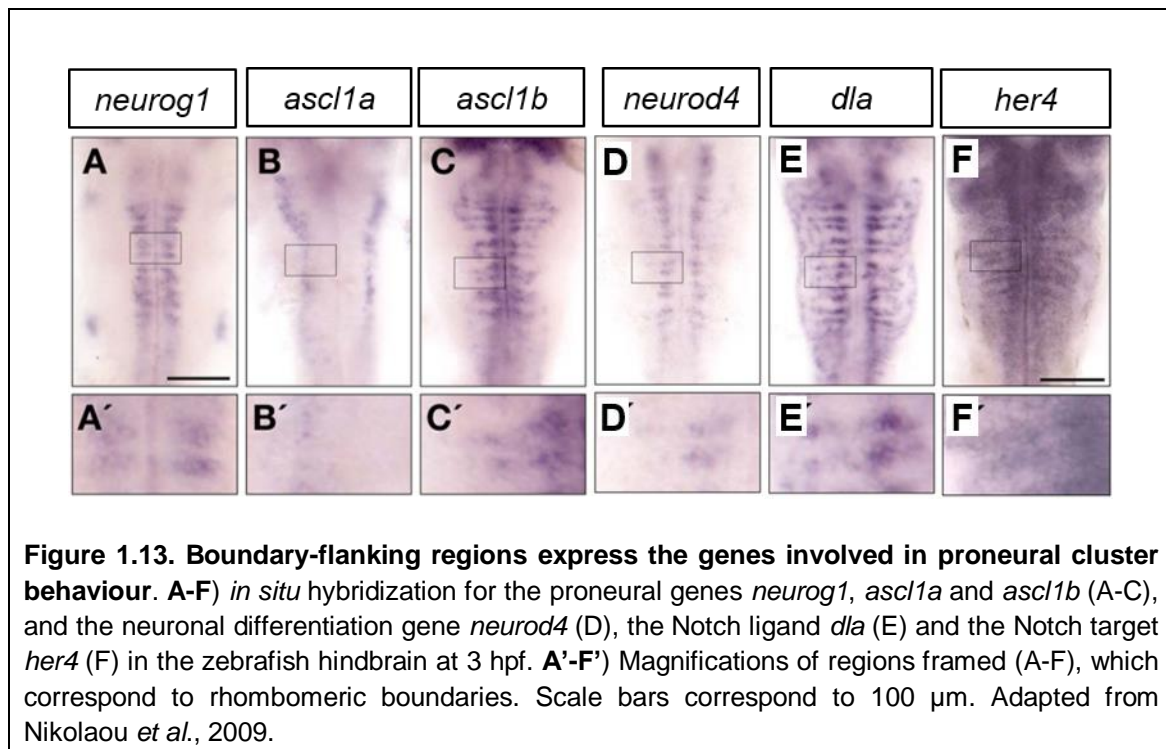 neurog1 ascl1a ascl1b neurod4 dla her4
A B C D E F
A´ B´ C´ D´ E´ F´
Figure 1.13. Boundary-flanking regions express the genes involved in proneural cluster
behaviour. A-F) in situ hybridization for the proneural genes neurog1, ascl1a and ascl1b (A-C),
and the neuronal differentiation gene neurod4 (D), the Notch ligand dla (E) and the Notch target
her4 (F) in the zebrafish hindbrain at 3 hpf. A’-F’) Magnifications of regions framed (A-F), which
correspond to rhombomeric boundaries. Scale bars correspond to 100 µm. Adapted from
Nikolaou et al., 2009.